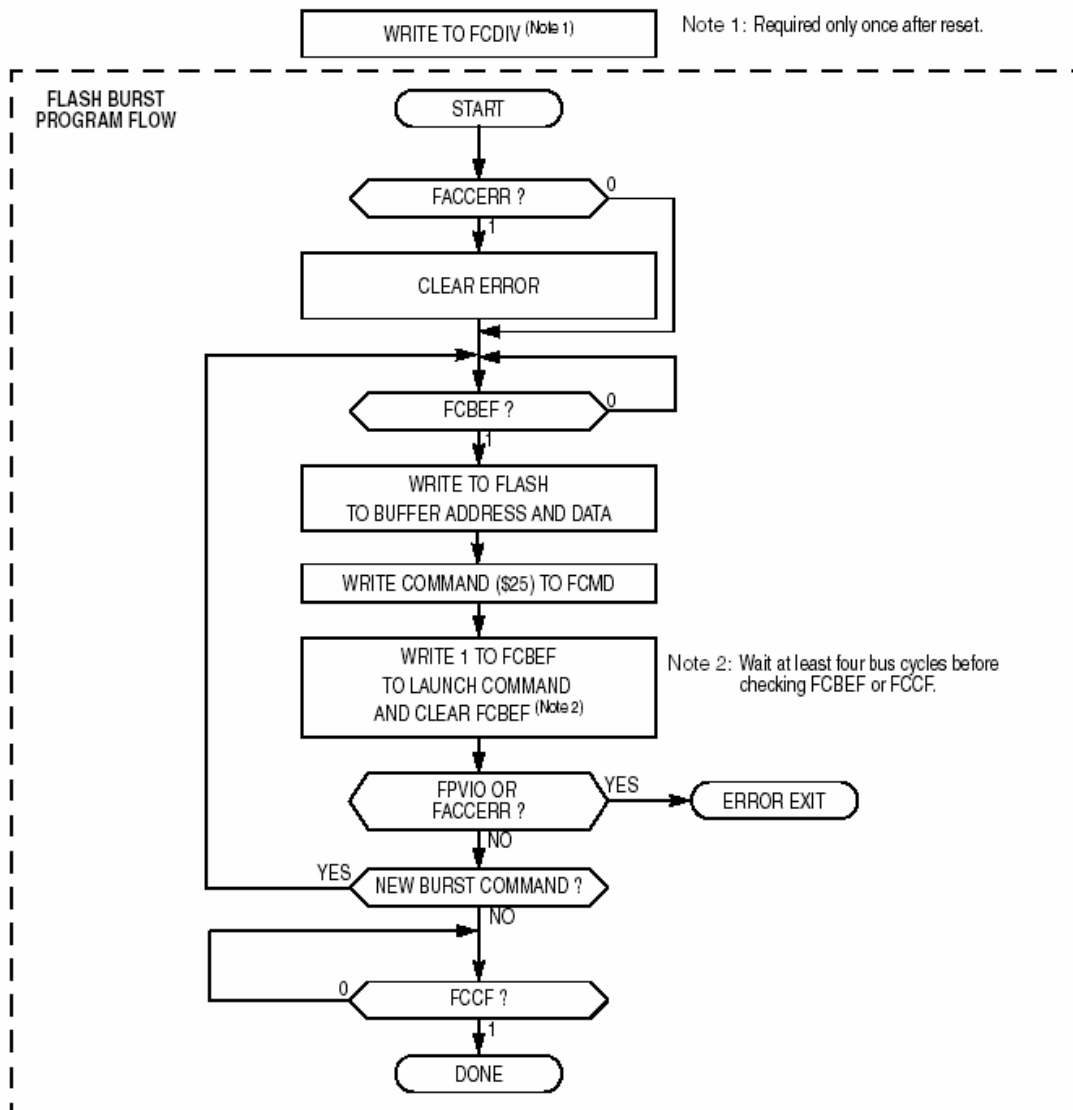 WRITE TO FCDIV (Note 1)
Note 1: Required only once after reset.
FLASH BURST
PROGRAM FLOW
START
FACCERR ?
0
1
CLEAR ERROR
FCBEF ?
0
1
WRITE TO FLASH
TO BUFFER ADDRESS AND DATA
WRITE COMMAND ($25) TO FCMD
WRITE 1 TO FCBEF
TO LAUNCH COMMAND
AND CLEAR FCBEF (Note 2)
Note 2: Wait at least four bus cycles before
checking FCBEF or FCCF.
FPVIO OR
FACCERR ?
YES
ERROR EXIT
NO
YES
NEW BURST COMMAND ?
NO
0
FCCF ?
1
DONE